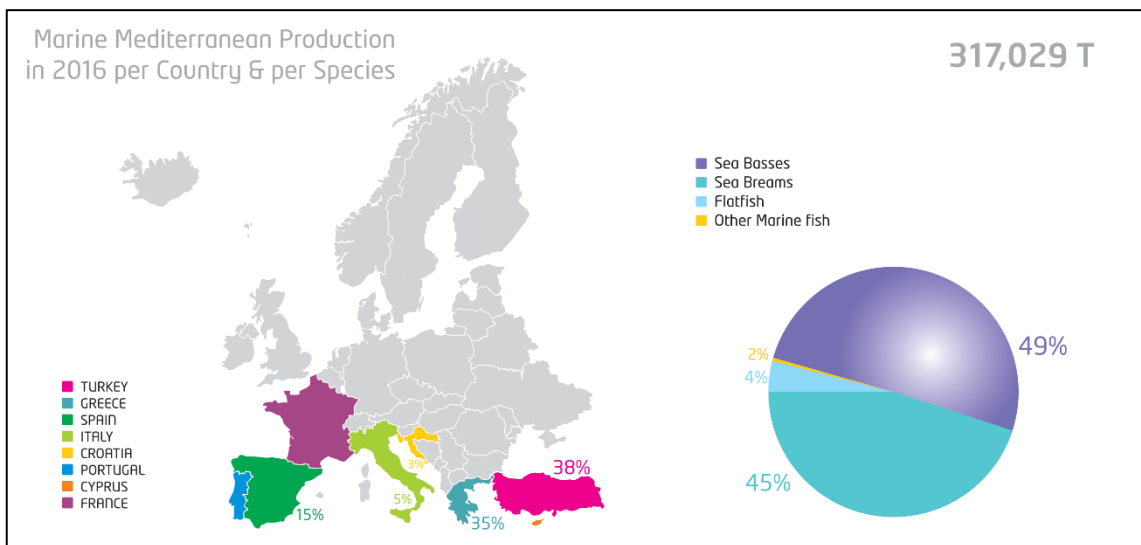 Marine Mediterranean Production
in 2016 per Country & per Species
317,029 T
Sea Basses
Sea Breams
Flatfish
Other Marine fish
49%
2%
4%
45%
TURKEY
GREECE
SPAIN
ITALY
CROATIA
PORTUGAL
CYPRUS
FRANCE
3%
38%
5%
15%
35%